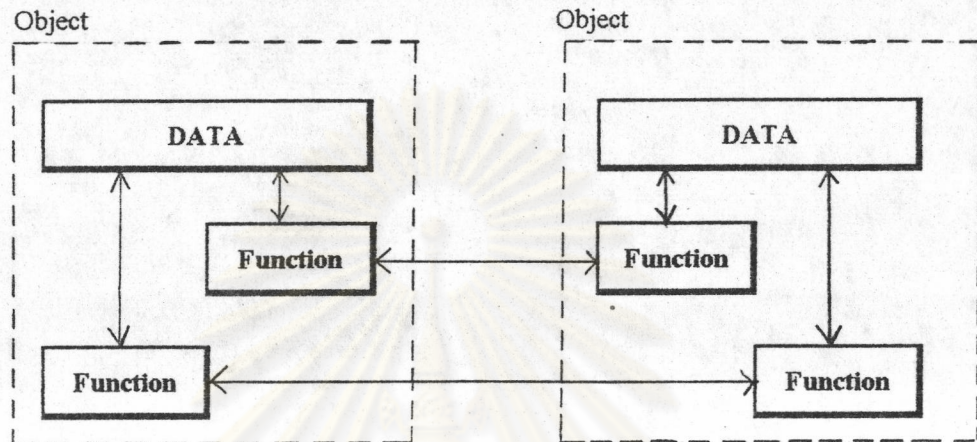 Object
Object
DATA
DATA
Function
Function
Function
Function